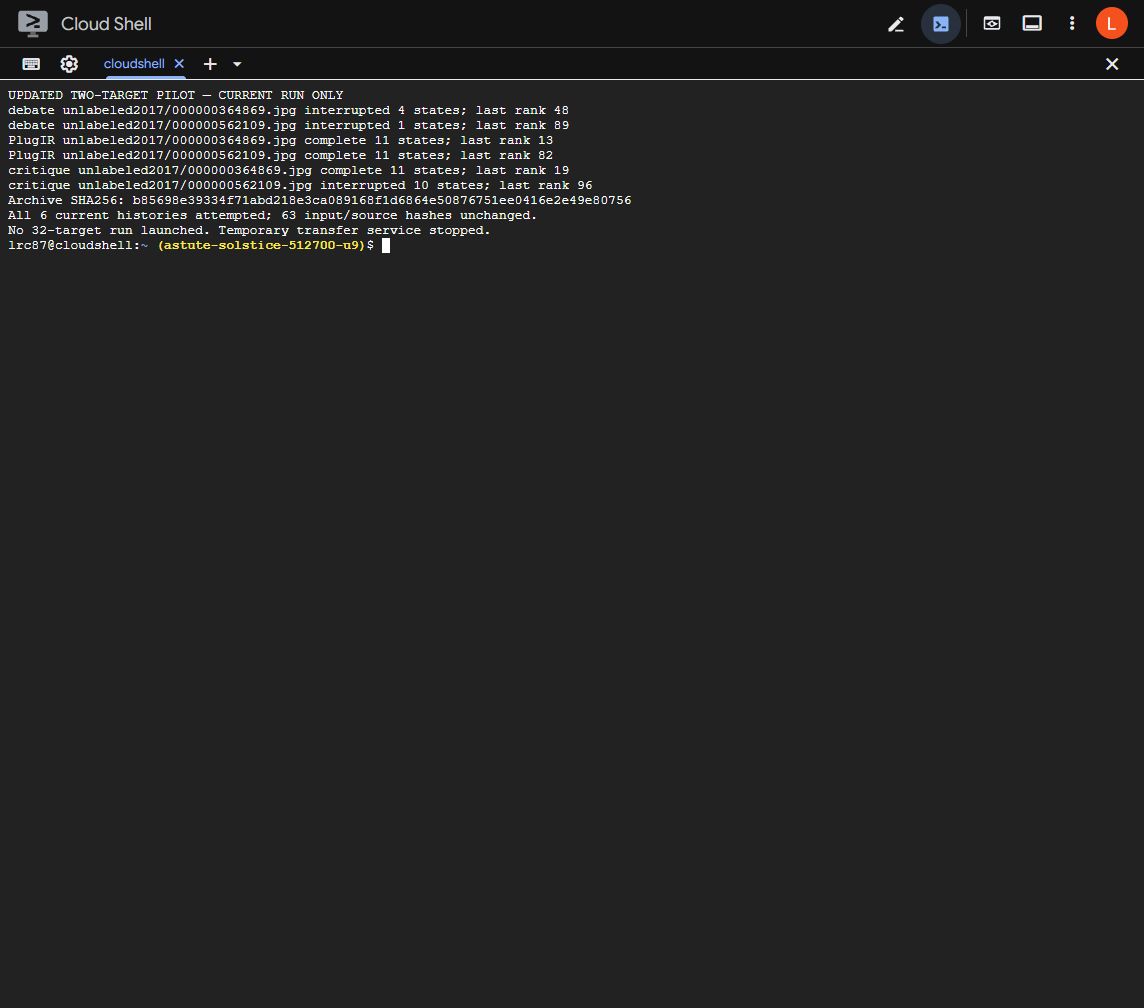 Cloud Shell
L
cloudshell
UPDATED TWO-TARGET PILOT — CURRENT RUN ONLY
debate unlabeled2017/000000364869.jpg interrupted 4 states; last rank 48
debate unlabeled2017/000000562109.jpg interrupted 1 states; last rank 89
PlugIR unlabeled2017/000000364869.jpg complete 11 states; last rank 13
PlugIR unlabeled2017/000000562109.jpg complete 11 states; last rank 82
critique unlabeled2017/000000364869.jpg complete 11 states; last rank 19
critique unlabeled2017/000000562109.jpg interrupted 10 states; last rank 96
Archive SHA256: b85698e39334f71abd218e3ca089168f1d6864e50876751ee0416e2e49e80756
All 6 current histories attempted; 63 input/source hashes unchanged.
No 32-target run launched. Temporary transfer service stopped.
lrc87@cloudshell:~ (astute-solstice-512700-u9)$